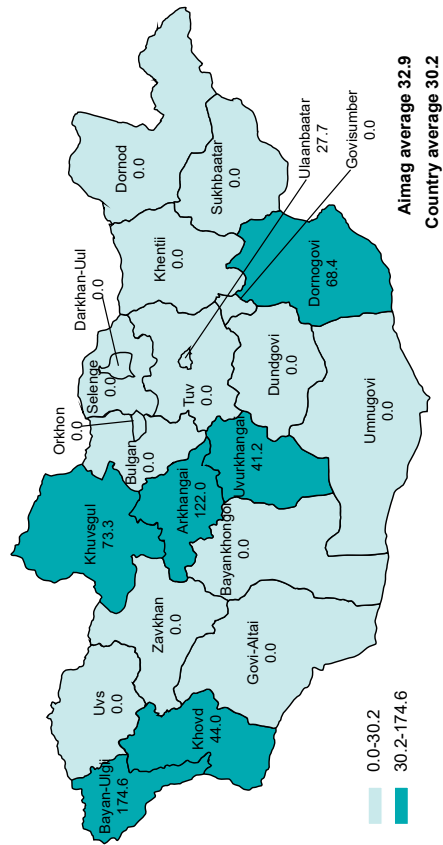 Bayan-Ulgii
174.6
Uvs
0.0
Khovd
44.0
Zavkhan
0.0
Govi-Altai
0.0
Khuvsgul
73.3
Arkhangai
122.0
Bayankhongor
0.0
Uvurkhangai
41.2
Orkhon
0.0
Bulgan
0.0
Selenge
0.0
Darkhan-Uul
0.0
Tuv
0.0
Dundgovi
0.0
Umnugovi
0.0
Khentii
0.0
Dornod
0.0
Sukhbaatar
0.0
Dornogovi
68.4
Ulaanbaatar
27.7
Govisumber
0.0
0.0-30.2
30.2-174.6
Aimag average 32.9
Country average 30.2